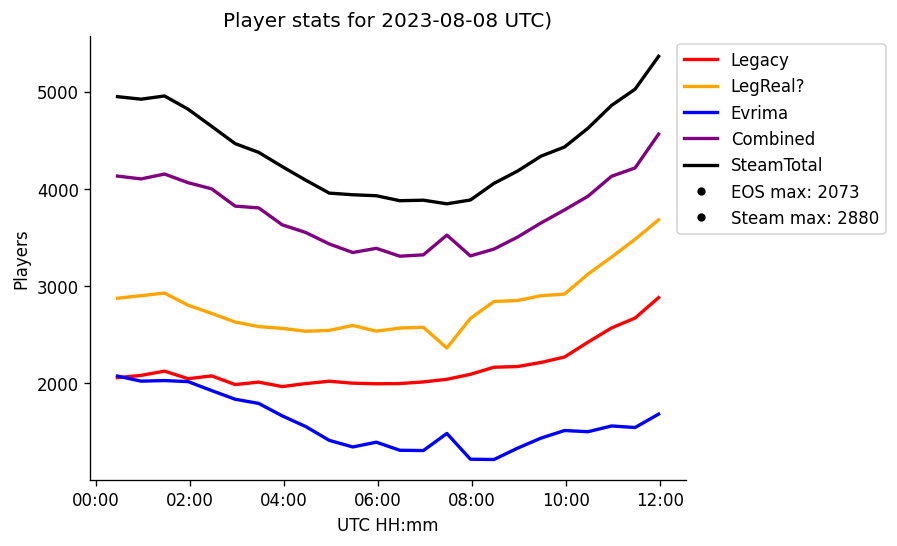 Player stats for 2023-08-08 UTC)
Legacy
LegReal?
Evrima
Combined
SteamTotal
EOS max: 2073
Steam max: 2880
Players
5000
4000
3000
2000
00:00 02:00 04:00 06:00 08:00 10:00 12:00
UTC HH:mm